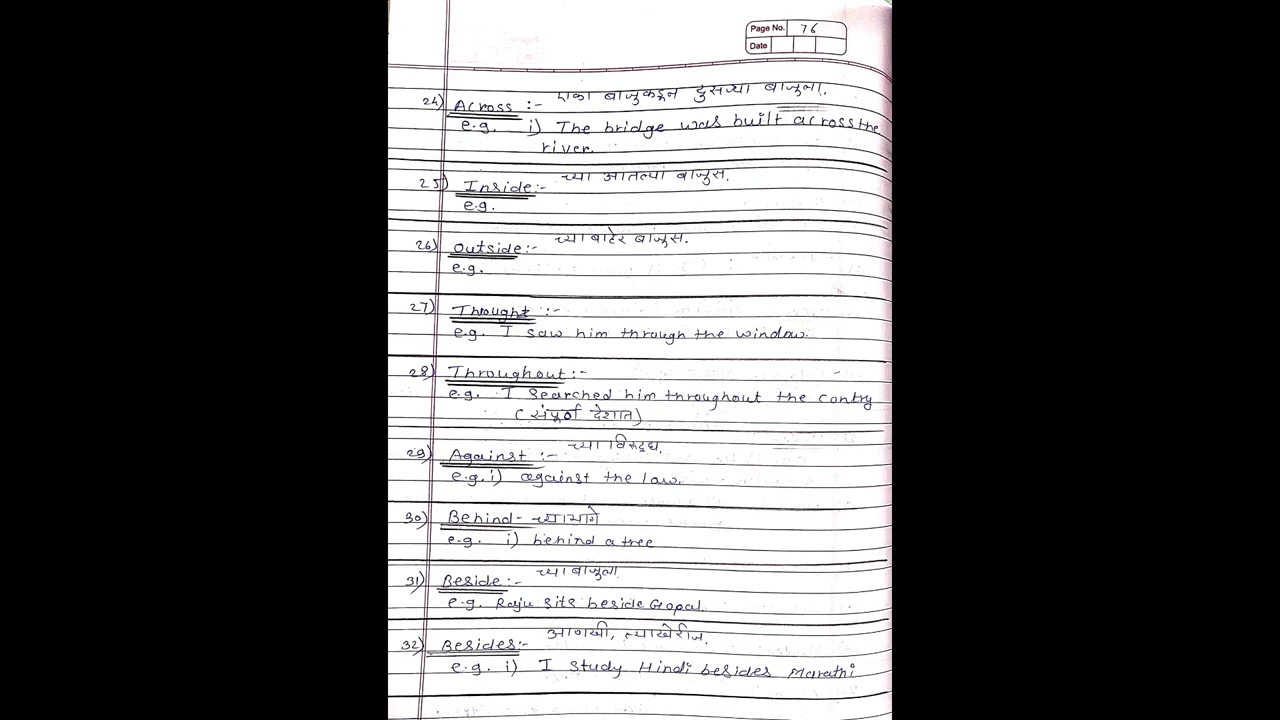 Page No. 76
Date
24) Across :- एका बाजुकडून दुसऱ्या बाजुला.
e.g. i) The bridge was built across the
river.
25) Inside:- च्या आतल्या बाजुस.
e.g.
26) Outside:- च्या बाहेर बाजुस.
e.g.
27) Throught :-
e.g. I saw him through the window.
28) Throughout:-
e.g. I Searched him throughout the contry
(संपूर्ण देशात)
29) Against :- च्या विरुद्ध.
e.g. i) against the law.
30) Behind- च्यामागे
e.g. i) behind a tree
31) Beside:- च्या बाजुला.
e.g. Raju sits beside Gopal.
32) Besides:- आणखी, त्याखेरीज.
e.g. i) I study Hindi besides Marathi